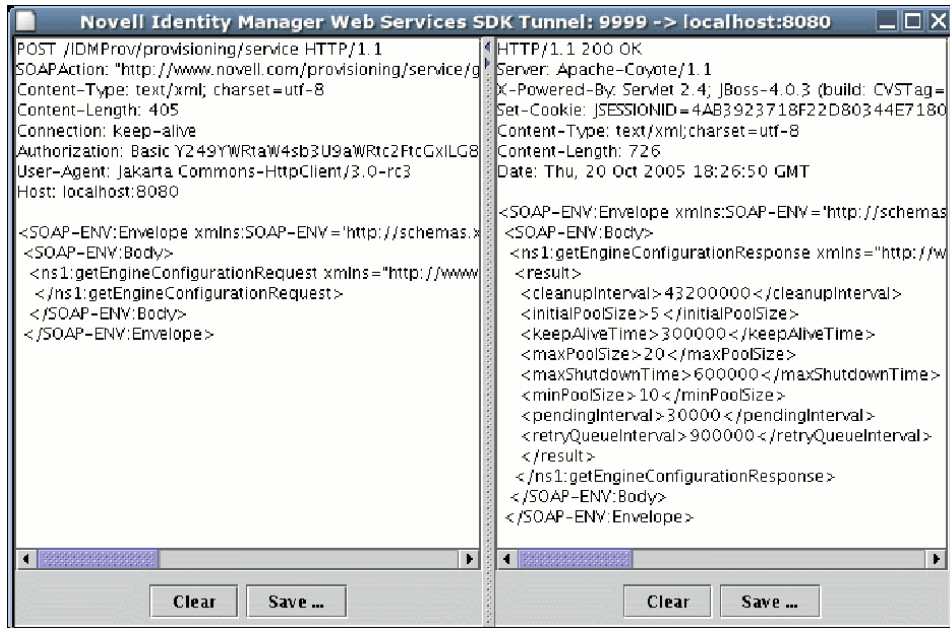 Novell Identity Manager Web Services SDK Tunnel: 9999 -> localhost:8080
POST /IDMProv/provisioning/service HTTP/1.1
SOAPAction: "http://www.novell.com/provisioning/service/g
Content-Type: text/xml; charset=utf-8
Content-Length: 405
Connection: keep-alive
Authorization: Basic Y249YWRtaW4sb3U9aWRtc2FtcGxlLG8
User-Agent: Jakarta Commons-HttpClient/3.0-rc3
Host: localhost:8080
<SOAP-ENV:Envelope xmlns:SOAP-ENV='http://schemas.x
<SOAP-ENV:Body>
<ns1:getEngineConfigurationRequest xmlns="http://www
</ns1:getEngineConfigurationRequest>
</SOAP-ENV:Body>
</SOAP-ENV:Envelope>
Clear
Save ...
HTTP/1.1 200 OK
Server: Apache-Coyote/1.1
X-Powered-By: Servlet 2.4; JBoss-4.0.3 (build: CVSTag=
Set-Cookie: JSESSIONID=4AB3923718F22D80344E7180
Content-Type: text/xml;charset=utf-8
Content-Length: 726
Date: Thu, 20 Oct 2005 18:26:50 GMT
<SOAP-ENV:Envelope xmlns:SOAP-ENV='http://schemas
<SOAP-ENV:Body>
<ns1:getEngineConfigurationResponse xmlns="http://w
<result>
<cleanupInterval>43200000</cleanupInterval>
<initialPoolSize>5</initialPoolSize>
<keepAliveTime>300000</keepAliveTime>
<maxPoolSize>20</maxPoolSize>
<maxShutdownTime>600000</maxShutdownTime>
<minPoolSize>10</minPoolSize>
<pendingInterval>30000</pendingInterval>
<retryQueueInterval>900000</retryQueueInterval>
</result>
</ns1:getEngineConfigurationResponse>
</SOAP-ENV:Body>
</SOAP-ENV:Envelope>
Clear
Save ...